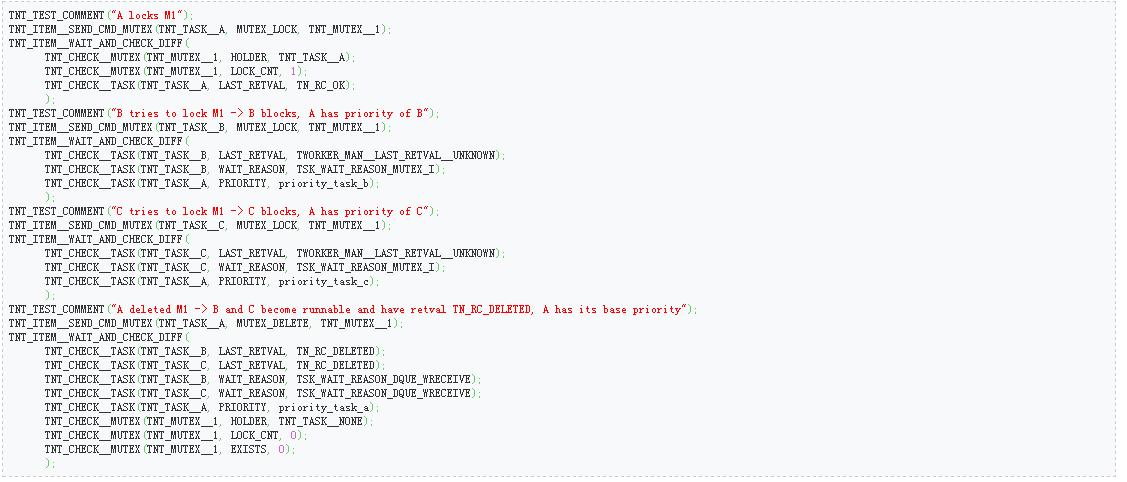 TNT_TEST_COMMENT("A locks M1");
TNT_ITEM__SEND_CMD_MUTEX(TNT_TASK__A, MUTEX_LOCK, TNT_MUTEX__1);
TNT_ITEM__WAIT_AND_CHECK_DIFF(
TNT_CHECK__MUTEX(TNT_MUTEX__1, HOLDER, TNT_TASK__A);
TNT_CHECK__MUTEX(TNT_MUTEX__1, LOCK_CNT, 1);
TNT_CHECK__TASK(TNT_TASK__A, LAST_RETVAL, TN_RC_OK);
);
TNT_TEST_COMMENT("B tries to lock M1 -> B blocks, A has priority of B");
TNT_ITEM__SEND_CMD_MUTEX(TNT_TASK__B, MUTEX_LOCK, TNT_MUTEX__1);
TNT_ITEM__WAIT_AND_CHECK_DIFF(
TNT_CHECK__TASK(TNT_TASK__B, LAST_RETVAL, TWORKER_MAN__LAST_RETVAL__UNKNOWN);
TNT_CHECK__TASK(TNT_TASK__B, WAIT_REASON, TSK_WAIT_REASON_MUTEX_I);
TNT_CHECK__TASK(TNT_TASK__A, PRIORITY, priority_task_b);
);
TNT_TEST_COMMENT("C tries to lock M1 -> C blocks, A has priority of C");
TNT_ITEM__SEND_CMD_MUTEX(TNT_TASK__C, MUTEX_LOCK, TNT_MUTEX__1);
TNT_ITEM__WAIT_AND_CHECK_DIFF(
TNT_CHECK__TASK(TNT_TASK__C, LAST_RETVAL, TWORKER_MAN__LAST_RETVAL__UNKNOWN);
TNT_CHECK__TASK(TNT_TASK__C, WAIT_REASON, TSK_WAIT_REASON_MUTEX_I);
TNT_CHECK__TASK(TNT_TASK__A, PRIORITY, priority_task_c);
);
TNT_TEST_COMMENT("A deleted M1 -> B and C become runnable and have retval TN_RC_DELETED, A has its base priority");
TNT_ITEM__SEND_CMD_MUTEX(TNT_TASK__A, MUTEX_DELETE, TNT_MUTEX__1);
TNT_ITEM__WAIT_AND_CHECK_DIFF(
TNT_CHECK__TASK(TNT_TASK__B, LAST_RETVAL, TN_RC_DELETED);
TNT_CHECK__TASK(TNT_TASK__C, LAST_RETVAL, TN_RC_DELETED);
TNT_CHECK__TASK(TNT_TASK__B, WAIT_REASON, TSK_WAIT_REASON_DQUE_WRECEIVE);
TNT_CHECK__TASK(TNT_TASK__C, WAIT_REASON, TSK_WAIT_REASON_DQUE_WRECEIVE);
TNT_CHECK__TASK(TNT_TASK__A, PRIORITY, priority_task_a);
TNT_CHECK__MUTEX(TNT_MUTEX__1, HOLDER, TNT_TASK__NONE);
TNT_CHECK__MUTEX(TNT_MUTEX__1, LOCK_CNT, 0);
TNT_CHECK__MUTEX(TNT_MUTEX__1, EXISTS, 0);
);